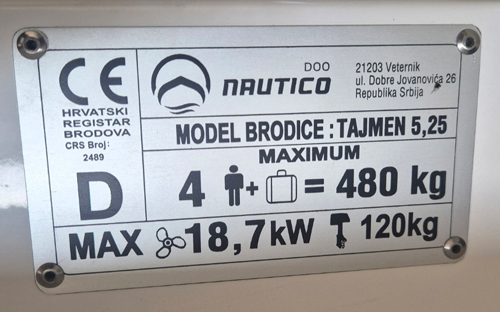 CE
HRVATSKI
REGISTAR
BRODOVA
CRS Broj:
2489
D
DOO
NAUTICO
21203 Veternik
ul. Dobre Jovanovića 26
Republika Srbija
MODEL BRODICE : TAJMEN 5,25
MAXIMUM
4 + = 480 kg
MAX 18,7kW 120kg